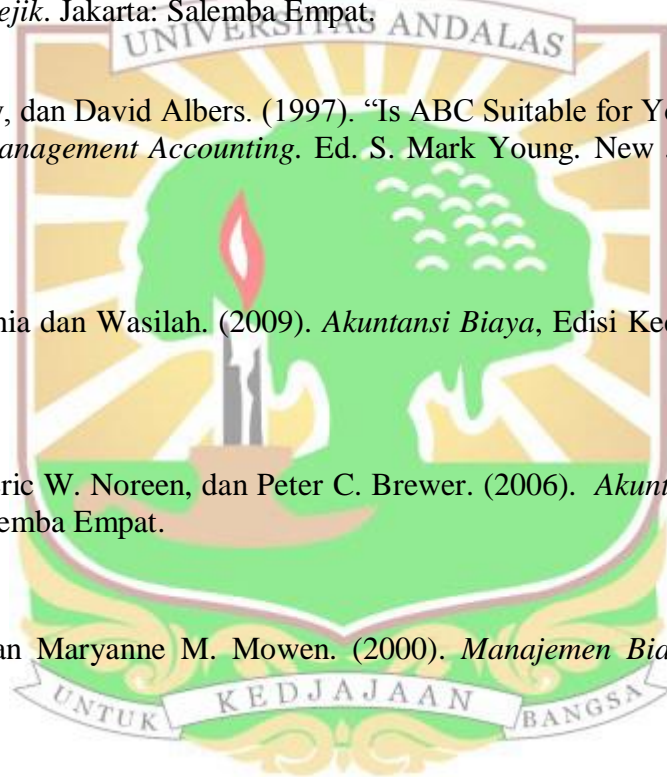 ejik. Jakarta: Salemba Empat.
UNIVERSITAS ANDALAS
, dan David Albers. (1997). “Is ABC Suitable for Yo
anagement Accounting. Ed. S. Mark Young. New
nia dan Wasilah. (2009). Akuntansi Biaya, Edisi Ked
ric W. Noreen, dan Peter C. Brewer. (2006). Akunt
emba Empat.
an Maryanne M. Mowen. (2000). Manajemen Bia
UNTUK KEDJAJAAN BANGSA